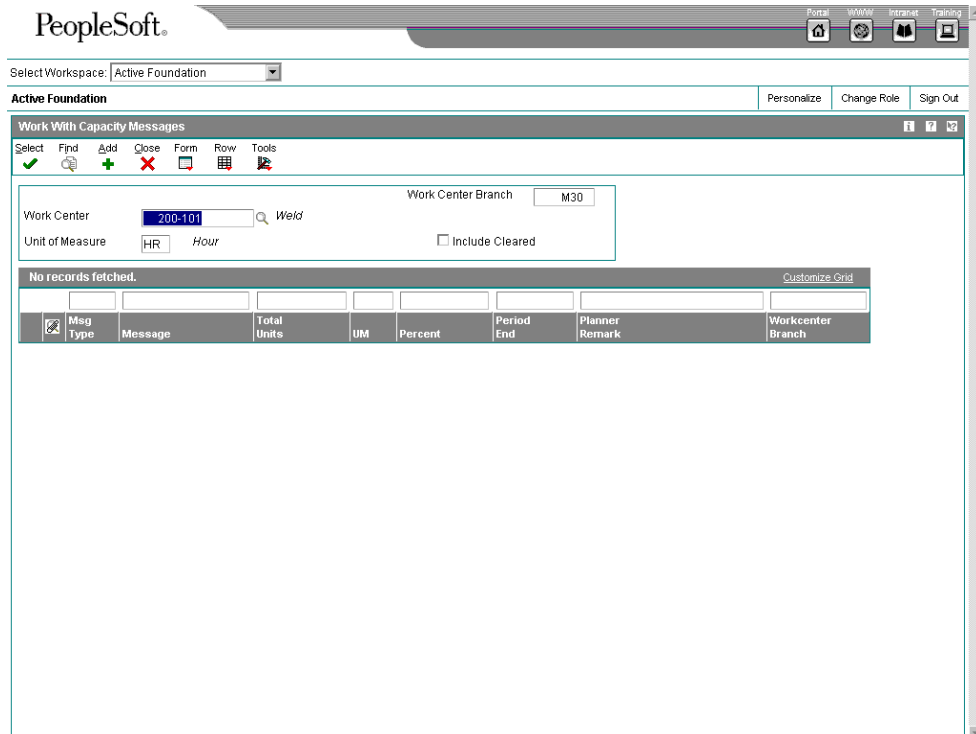 PeopleSoft®
Portal WWW Intranet Training
Select Workspace: Active Foundation
Active Foundation Personalize Change Role Sign Out
Work With Capacity Messages i ? ?
Select Find Add Close Form Row Tools
Work Center Branch M30
Work Center 200-101 Weld
Unit of Measure HR Hour Include Cleared
No records fetched. Customize Grid
Msg Total Period Planner Workcenter
Type Message Units UM Percent End Remark Branch